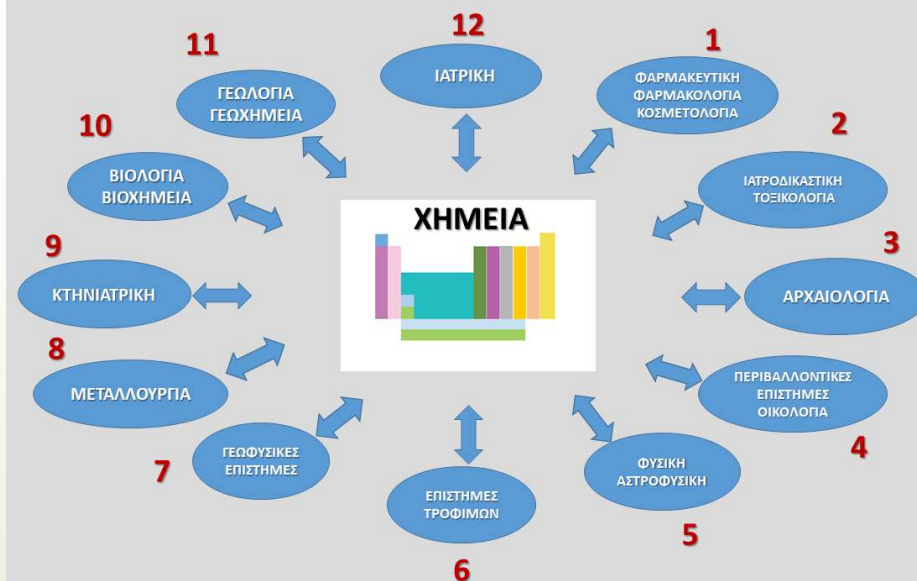 12
ΙΑΤΡΙΚΗ
1
ΦΑΡΜΑΚΕΥΤΙΚΗ
ΦΑΡΜΑΚΟΛΟΓΙΑ
ΚΟΣΜΕΤΟΛΟΓΙΑ
2
ΙΑΤΡΟΔΙΚΑΣΤΙΚΗ
ΤΟΞΙΚΟΛΟΓΙΑ
3
ΑΡΧΑΙΟΛΟΓΙΑ
ΠΕΡΙΒΑΛΛΟΝΤΙΚΕΣ
ΕΠΙΣΤΗΜΕΣ
ΟΙΚΟΛΟΓΙΑ
4
ΦΥΣΙΚΗ
ΑΣΤΡΟΦΥΣΙΚΗ
5
ΕΠΙΣΤΗΜΕΣ
ΤΡΟΦΙΜΩΝ
6
ΓΕΩΦΥΣΙΚΕΣ
ΕΠΙΣΤΗΜΕΣ
7
8
ΜΕΤΑΛΛΟΥΡΓΙΑ
9
ΚΤΗΝΙΑΤΡΙΚΗ
10
ΒΙΟΛΟΓΙΑ
ΒΙΟΧΗΜΕΙΑ
11
ΓΕΩΛΟΓΙΑ
ΓΕΩΧΗΜΕΙΑ
ΧΗΜΕΙΑ